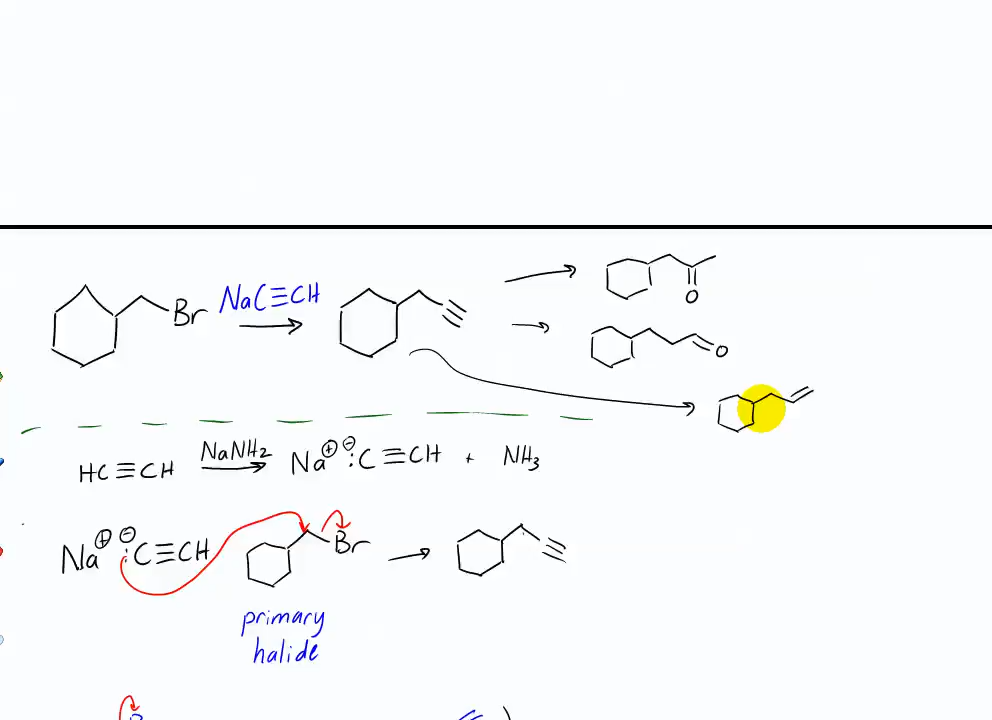 Br NaC≡CH
O
O
HC≡CH NaNH2 Na⊕ ⊖:C≡CH + NH3
Na⊕ ⊖:C≡CH Br
primary
halide